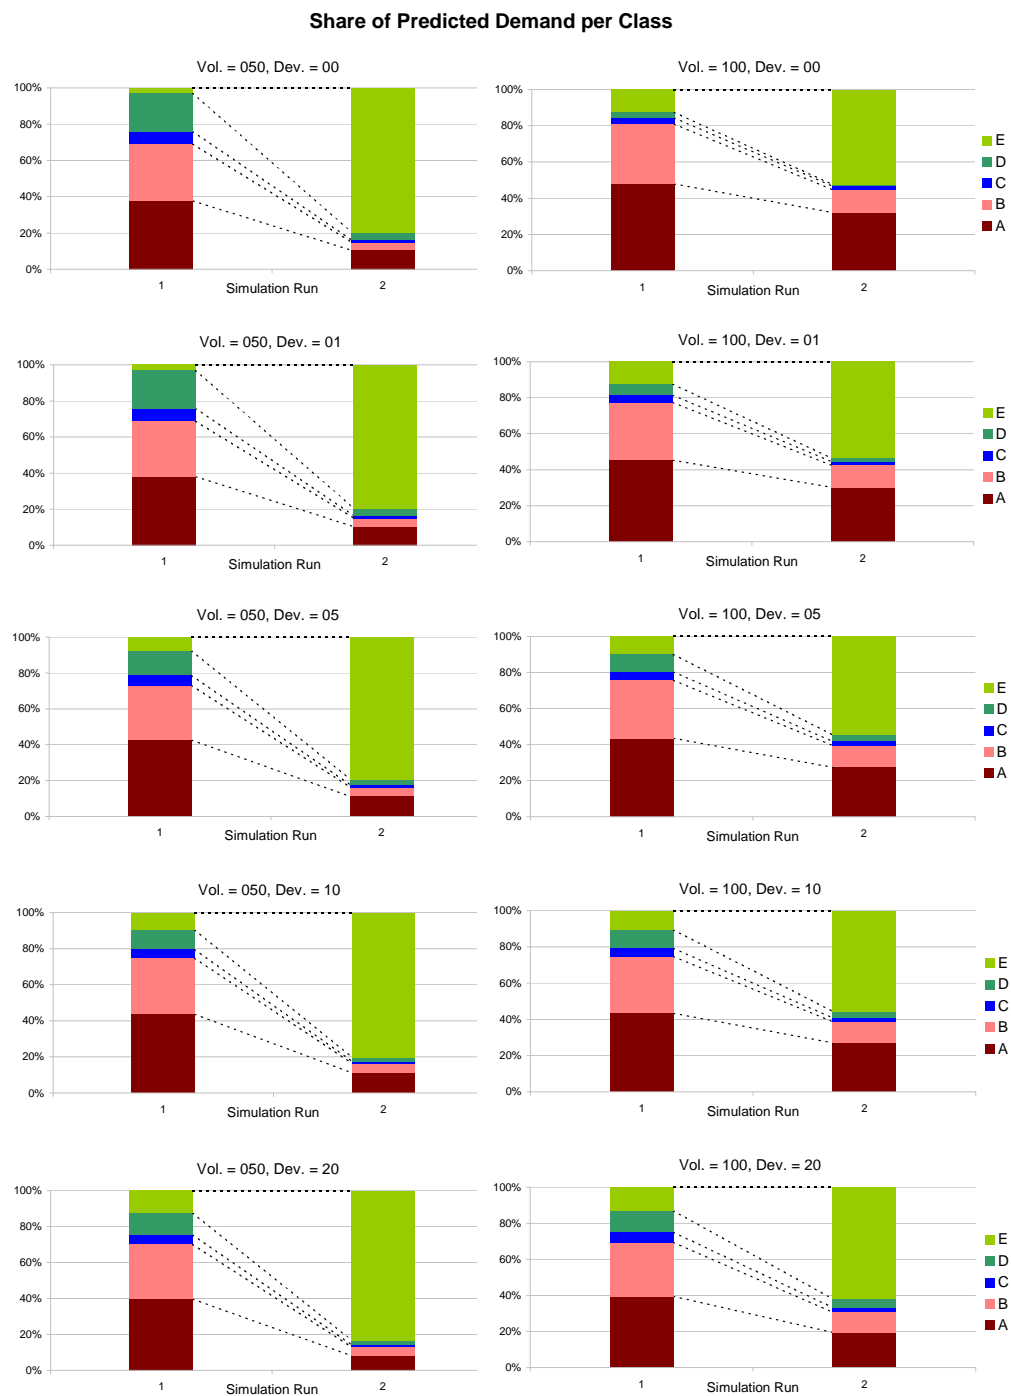 Share of Predicted Demand per Class
Vol. = 050, Dev. = 00
100%
80%
60%
40%
20%
0%
1
Simulation Run
2
Vol. = 100, Dev. = 00
100%
80%
60%
40%
20%
0%
1
Simulation Run
2
E
D
C
B
A
Vol. = 050, Dev. = 01
100%
80%
60%
40%
20%
0%
1
Simulation Run
2
Vol. = 100, Dev. = 01
100%
80%
60%
40%
20%
0%
1
Simulation Run
2
E
D
C
B
A
Vol. = 050, Dev. = 05
100%
80%
60%
40%
20%
0%
1
Simulation Run
2
Vol. = 100, Dev. = 05
100%
80%
60%
40%
20%
0%
1
Simulation Run
2
E
D
C
B
A
Vol. = 050, Dev. = 10
100%
80%
60%
40%
20%
0%
1
Simulation Run
2
Vol. = 100, Dev. = 10
100%
80%
60%
40%
20%
0%
1
Simulation Run
2
E
D
C
B
A
Vol. = 050, Dev. = 20
100%
80%
60%
40%
20%
0%
1
Simulation Run
2
Vol. = 100, Dev. = 20
100%
80%
60%
40%
20%
0%
1
Simulation Run
2
E
D
C
B
A